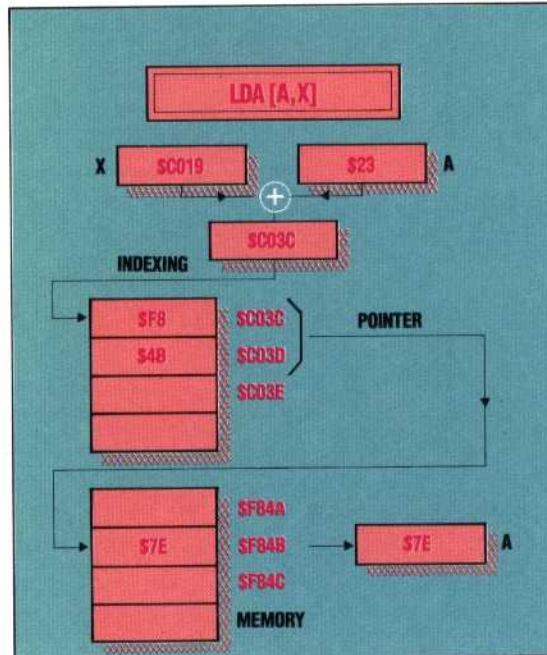 LDA [A,X]
X $C019 $23 A
+
$C03C
INDEXING
$F8 $C03C POINTER
$4B $C03D
$C03E
$F84A
$7E $F84B $7E A
$F84C
MEMORY